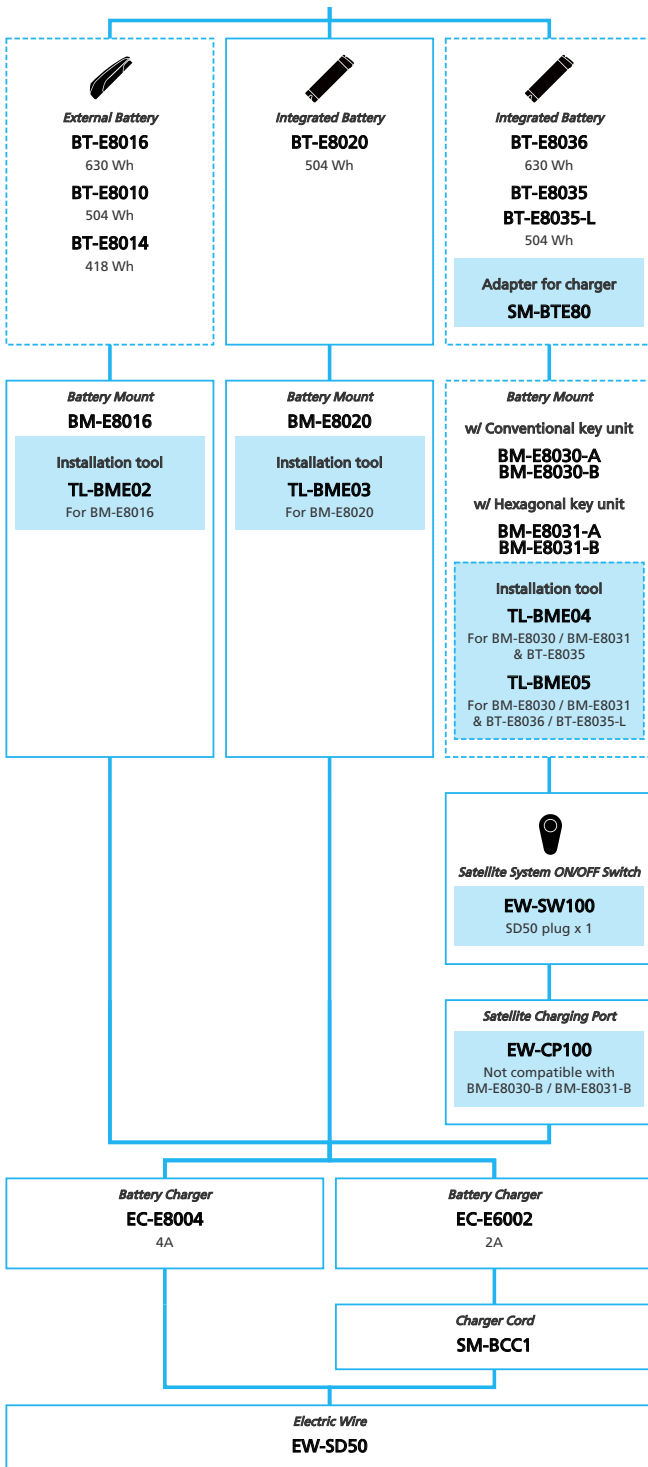 External Battery
BT-E8016
630 Wh
BT-E8010
504 Wh
BT-E8014
418 Wh
Integrated Battery
BT-E8020
504 Wh
Integrated Battery
BT-E8036
630 Wh
BT-E8035
BT-E8035-L
504 Wh
Adapter for charger
SM-BTE80
Battery Mount
BM-E8016
Installation tool
TL-BME02
For BM-E8016
Battery Mount
BM-E8020
Installation tool
TL-BME03
For BM-E8020
Battery Mount
w/ Conventional key unit
BM-E8030-A
BM-E8030-B
w/ Hexagonal key unit
BM-E8031-A
BM-E8031-B
Installation tool
TL-BME04
For BM-E8030 / BM-E8031
& BT-E8035
TL-BME05
For BM-E8030 / BM-E8031
& BT-E8036 / BT-E8035-L
Satellite System ON/OFF Switch
EW-SW100
SD50 plug x 1
Satellite Charging Port
EW-CP100
Not compatible with
BM-E8030-B / BM-E8031-B
Battery Charger
EC-E8004
4A
Battery Charger
EC-E6002
2A
Charger Cord
SM-BCC1
Electric Wire
EW-SD50